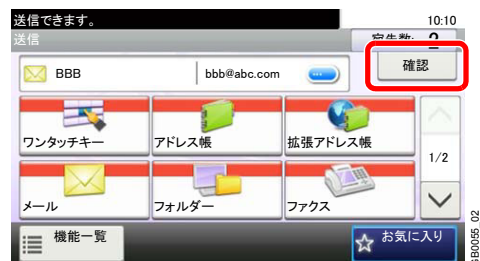 送信できます。
10:10
送信
宛先数: 2
確認
BBB
bbb@abc.com
ワンタッチキー
アドレス帳
拡張アドレス帳
1/2
メール
フォルダー
ファクス
機能一覧
お気に入り
GB0055_02